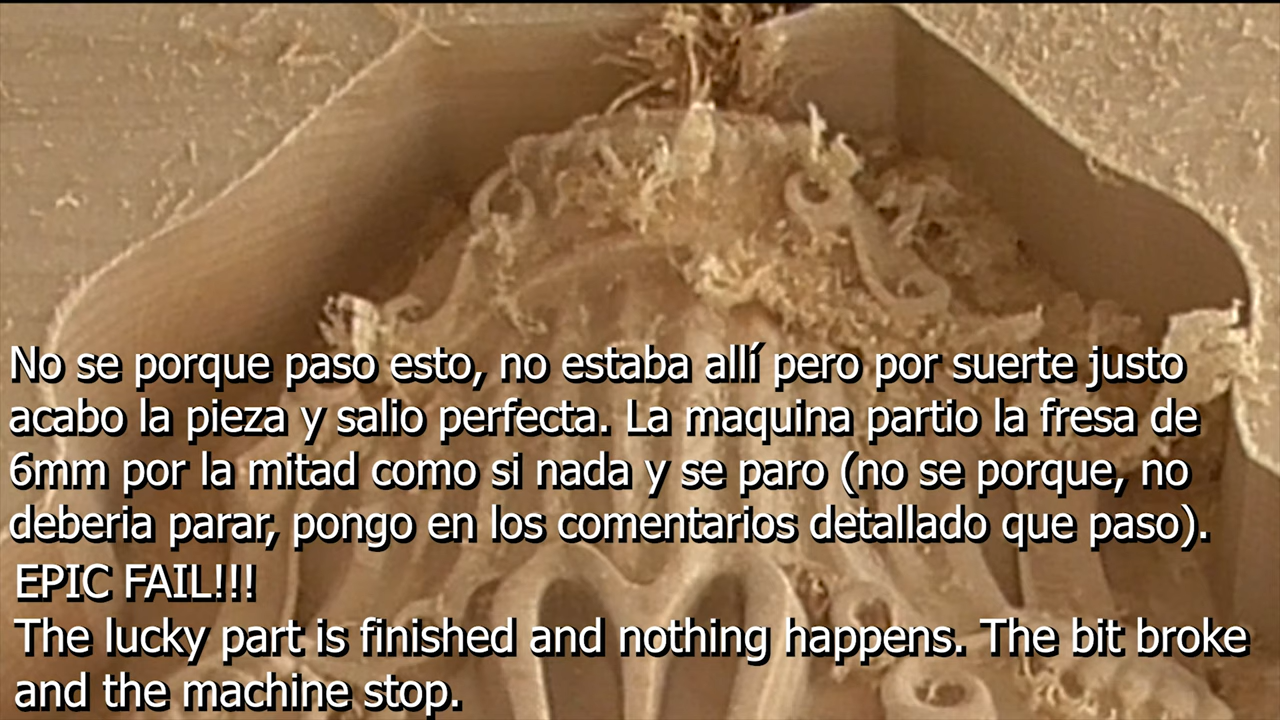 No se porque paso esto, no estaba allí pero por suerte justo
acabo la pieza y salio perfecta. La maquina partio la fresa de
6mm por la mitad como si nada y se paro (no se porque, no
deberia parar, pongo en los comentarios detallado que paso).
EPIC FAIL!!!
The lucky part is finished and nothing happens. The bit broke
and the machine stop.